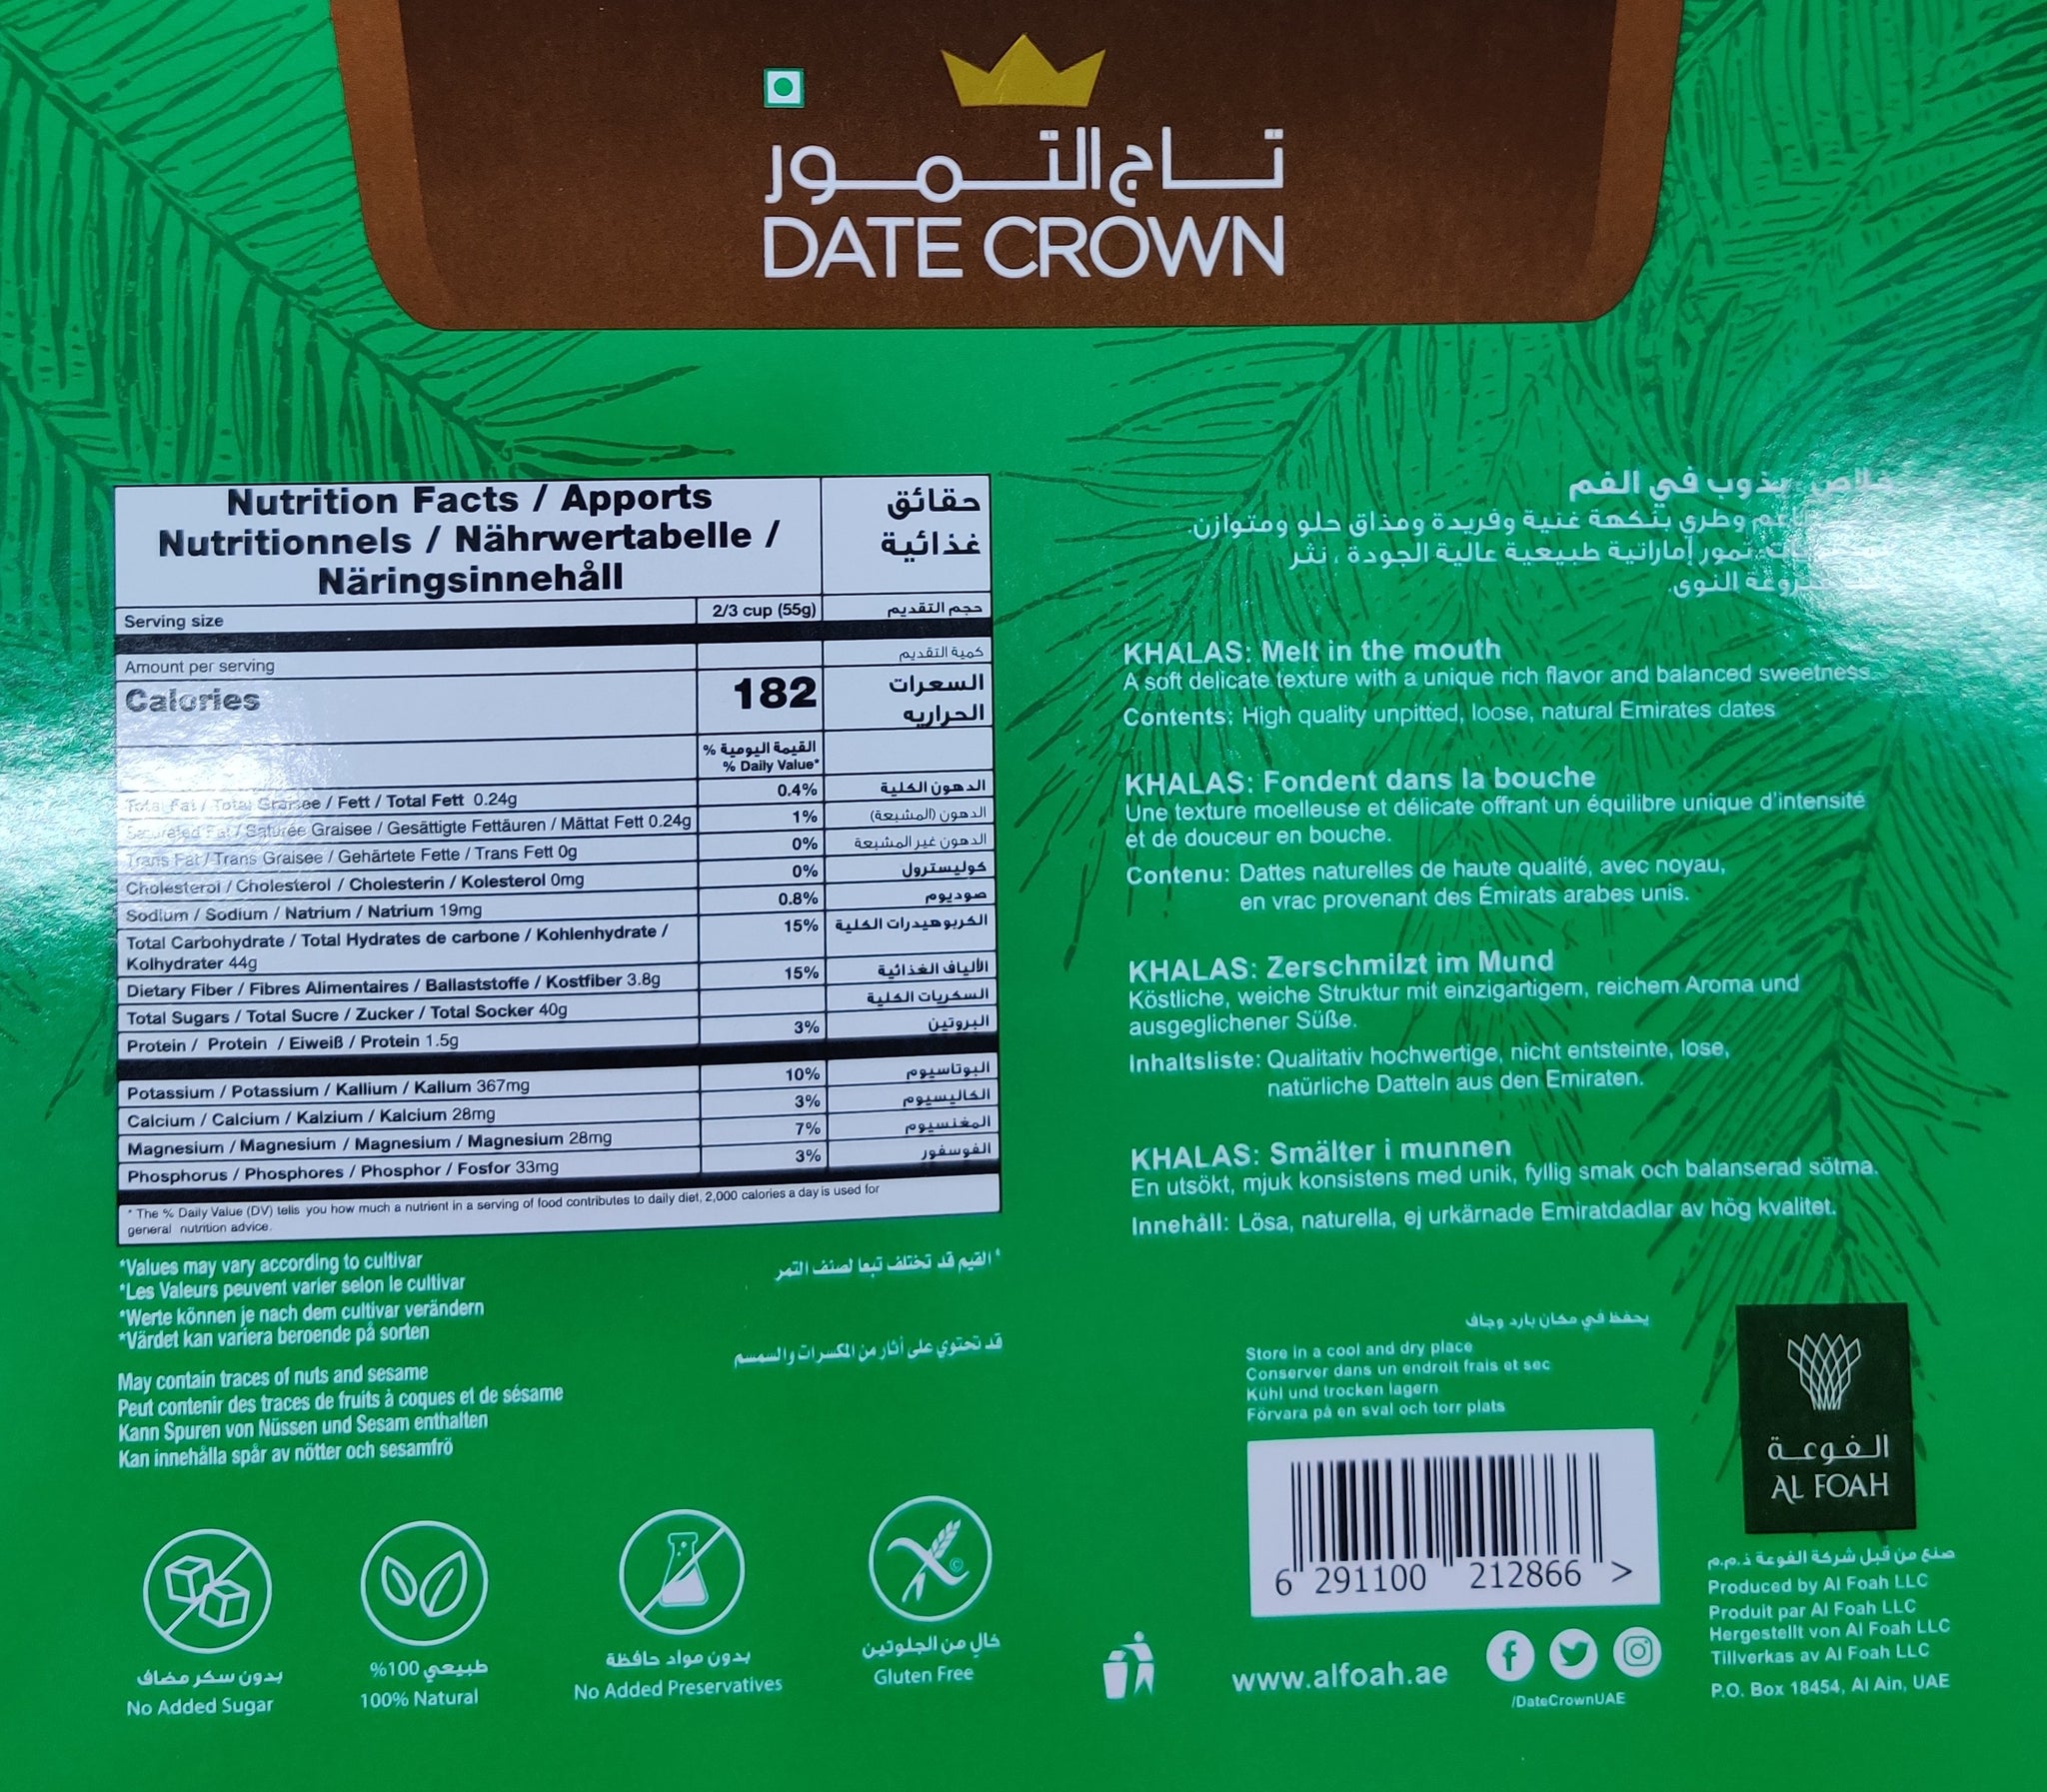 تاج التمور
DATE CROWN
Nutrition Facts / Apports
Nutritionnels / Nährwertabelle /
Näringsinnehåll
حقائق
غذائية
Serving size 2/3 cup (55g) حجم التقديم
Amount per serving كمية التقديم
Calories 182 السعرات
الحراريه
القيمة اليومية %
% Daily Value*
Total Fat / Total Graisee / Fett / Total Fett 0.24g 0.4% الدهون الكلية
Saturated Fat / Saturée Graisee / Gesättigte Fettäuren / Mättat Fett 0.24g 1% الدهون (المشبعة)
Trans Fat / Trans Graisee / Gehärtete Fette / Trans Fett 0g 0% الدهون غير المشبعة
Cholesterol / Cholesterol / Cholesterin / Kolesterol 0mg 0% كوليسترول
Sodium / Sodium / Natrium / Natrium 19mg 0.8% صوديوم
Total Carbohydrate / Total Hydrates de carbone / Kohlenhydrate / 15% الكربوهيدرات الكلية
Kolhydrater 44g
Dietary Fiber / Fibres Alimentaires / Ballaststoffe / Kostfiber 3.8g 15% الألياف الغذائية
Total Sugars / Total Sucre / Zucker / Total Socker 40g السكريات الكلية
Protein / Protein / Eiweiß / Protein 1.5g 3% البروتين
Potassium / Potassium / Kallium / Kalium 367mg 10% البوتاسيوم
Calcium / Calcium / Kalzium / Kalcium 28mg 3% الكاليسيوم
Magnesium / Magnesium / Magnesium / Magnesium 28mg 7% المغنسيوم
Phosphorus / Phosphores / Phosphor / Fosfor 33mg 3% الفوسفور
* The % Daily Value (DV) tells you how much a nutrient in a serving of food contributes to daily diet, 2,000 calories a day is used for
general nutrition advice.
*Values may vary according to cultivar
*Les Valeurs peuvent varier selon le cultivar
*Werte können je nach dem cultivar verändern
*Värdet kan variera beroende på sorten
*القيم قد تختلف تبعا لصنف التمر
May contain traces of nuts and sesame
Peut contenir des traces de fruits à coques et de sésame
Kann Spuren von Nüssen und Sesam enthalten
Kan innehålla spår av nötter och sesamfrö
قد تحتوي على أثار من المكسرات والسمسم
بدون سكر مضاف
No Added Sugar
طبيعي 100%
100% Natural
بدون مواد حافظة
No Added Preservatives
خال من الجلوتين
Gluten Free
خلاص: يذوب في الفم
وطري بنكهة غنية وفريدة ومذاق حلو ومتوازن.
تمور إماراتية طبيعية عالية الجودة، نثر
النوى.
KHALAS: Melt in the mouth
A soft delicate texture with a unique rich flavor and balanced sweetness.
Contents: High quality unpitted, loose, natural Emirates dates
KHALAS: Fondent dans la bouche
Une texture moelleuse et délicate offrant un équilibre unique d'intensité
et de douceur en bouche.
Contenu: Dattes naturelles de haute qualité, avec noyau,
en vrac provenant des Émirats arabes unis.
KHALAS: Zerschmilzt im Mund
Köstliche, weiche Struktur mit einzigartigem, reichem Aroma und
ausgeglichener Süße.
Inhaltsliste: Qualitativ hochwertige, nicht entsteinte, lose,
natürliche Datteln aus den Emiraten.
KHALAS: Smälter i munnen
En utsökt, mjuk konsistens med unik, fyllig smak och balanserad sötma.
Innehåll: Lösa, naturella, ej urkärnade Emiratdadlar av hög kvalitet.
يحفظ في مكان بارد وجاف
Store in a cool and dry place
Conserver dans un endroit frais et sec
Kühl und trocken lagern
Förvara på en sval och torr plats
6 291100 212866 >
www.alfoah.ae
/DateCrownUAE
الفوعة
AL FOAH
صنع من قبل شركة الفوعة ذ.م.م
Produced by Al Foah LLC
Produit par Al Foah LLC
Hergestellt von Al Foah LLC
Tillverkas av Al Foah LLC
P.O. Box 18454, Al Ain, UAE